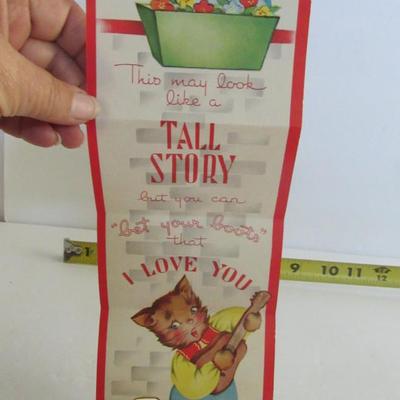 This may look
like a
TALL
STORY
but you can
"bet your boots"
that
I LOVE YOU
1
9 10 11 12